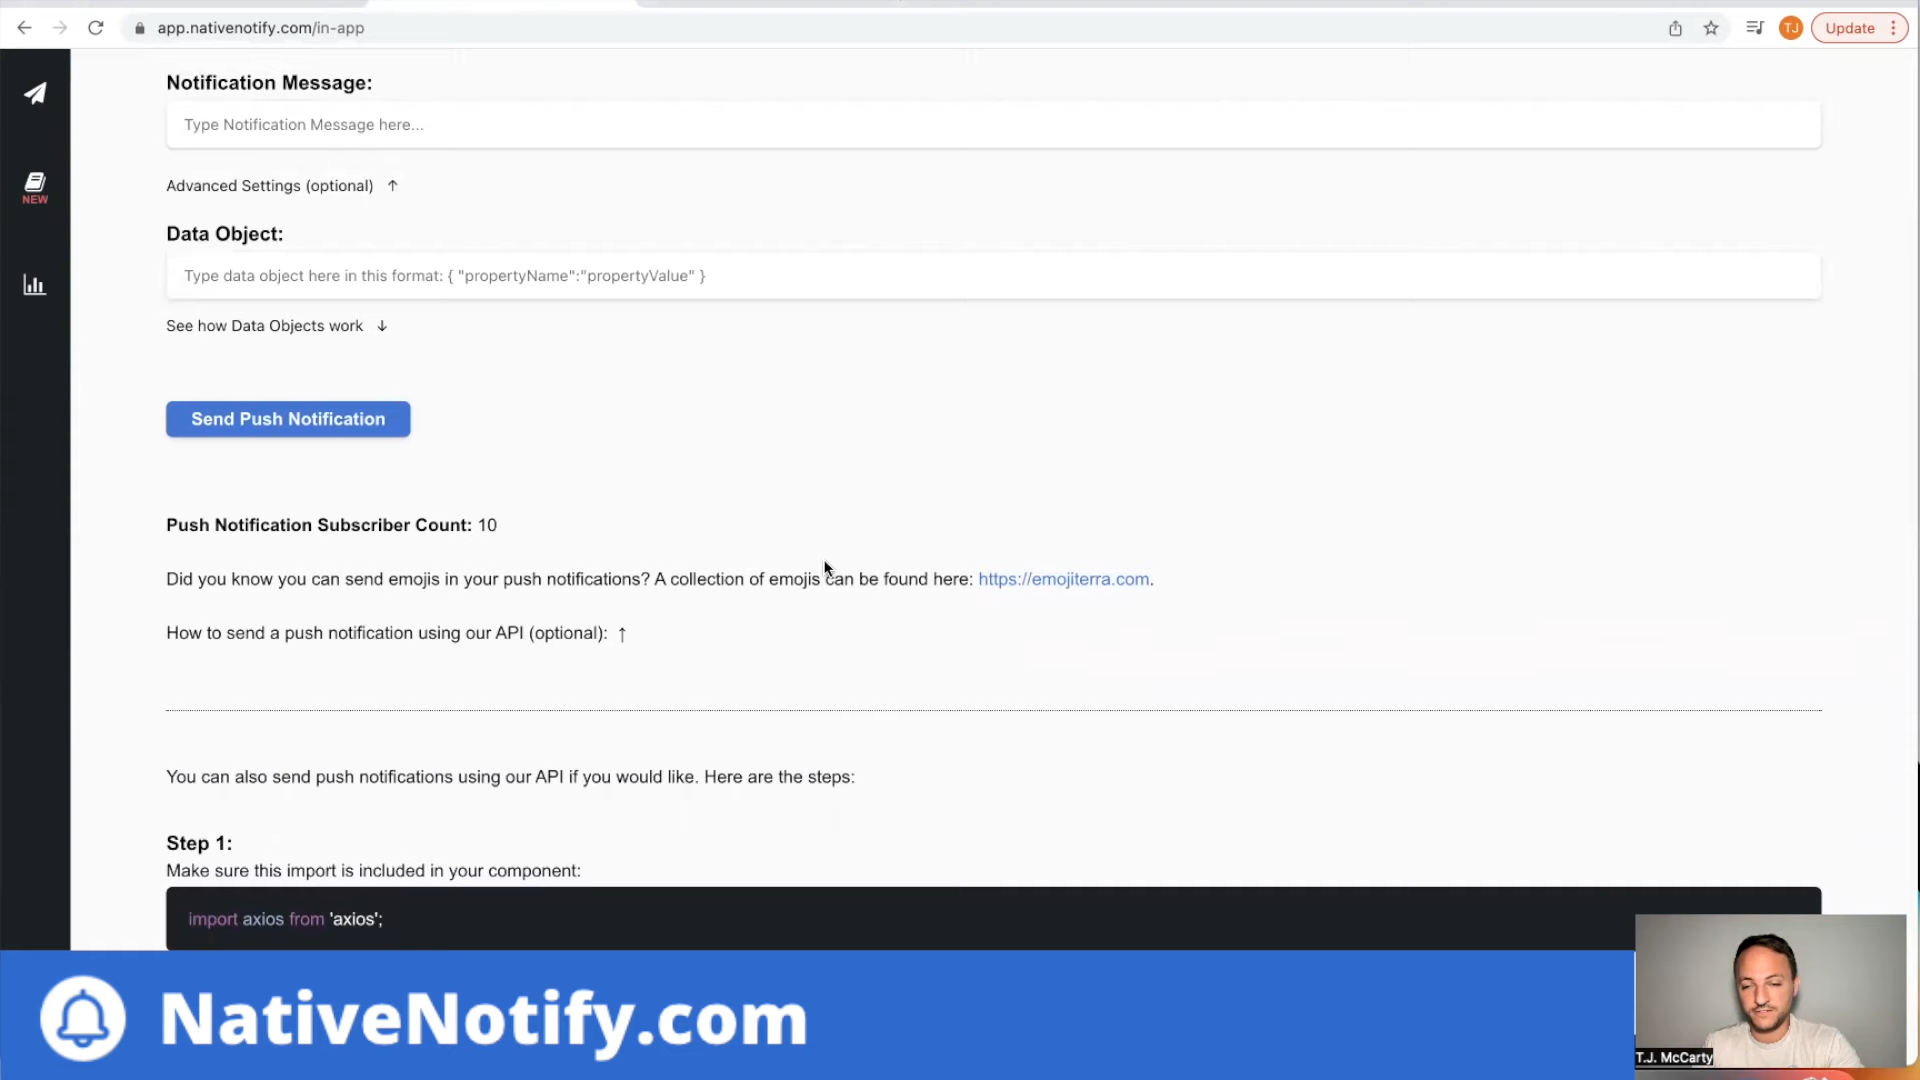 app.nativenotify.com/in-app
TJ
Update
Notification Message:
Type Notification Message here...
NEW
Advanced Settings (optional) ↑
Data Object:
Type data object here in this format: { "propertyName":"propertyValue" }
See how Data Objects work ↓
Send Push Notification
Push Notification Subscriber Count: 10
Did you know you can send emojis in your push notifications? A collection of emojis can be found here: https://emojiterra.com.
How to send a push notification using our API (optional): ↑
You can also send push notifications using our API if you would like. Here are the steps:
Step 1:
Make sure this import is included in your component:
import axios from 'axios';
NativeNotify.com
T.J. McCarty